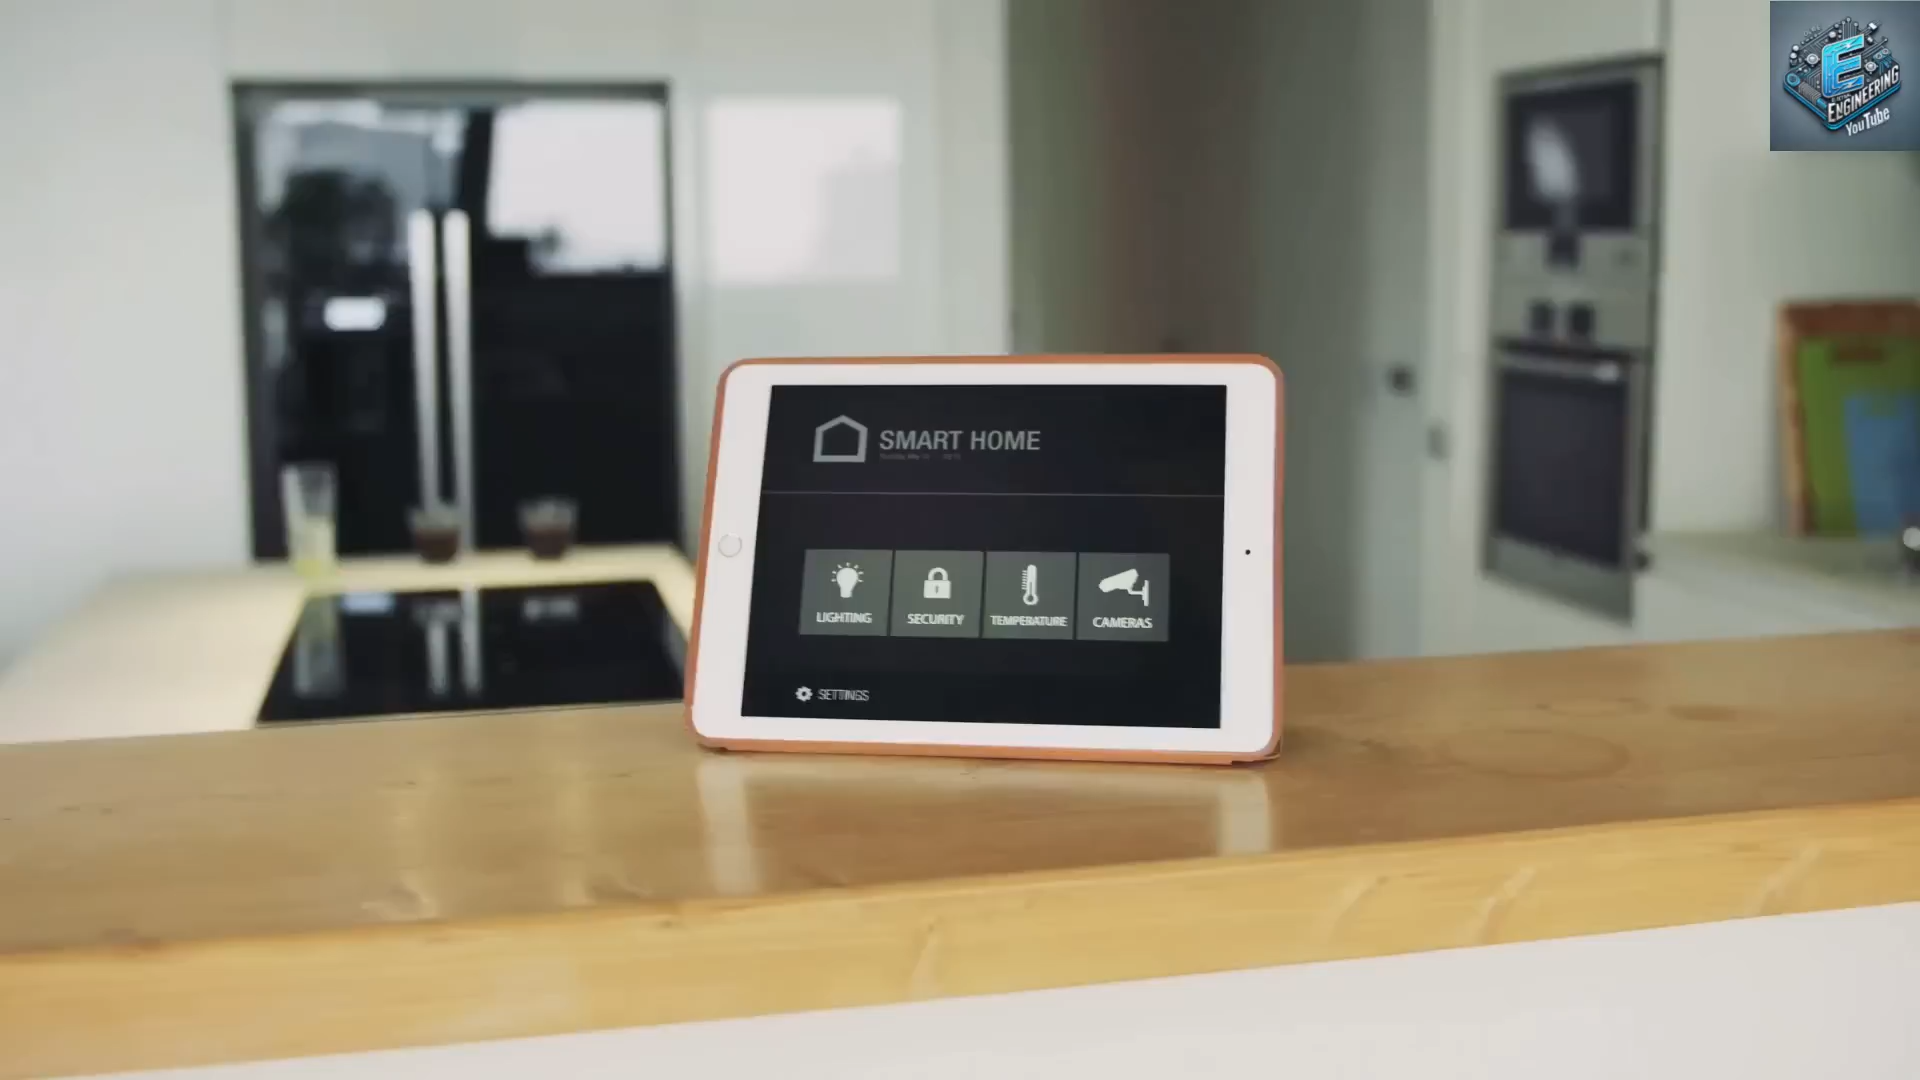 E
ENGINEERING
YouTube
SMART HOME
LIGHTING
SECURITY
TEMPERATURE
CAMERAS
SETTINGS